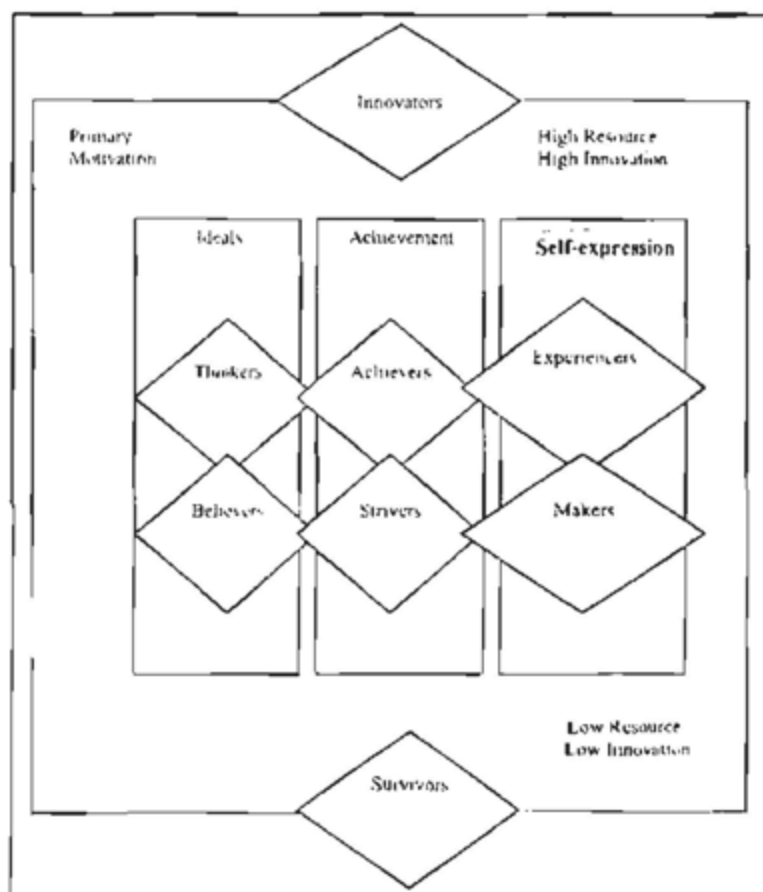 Innovators
Primary
Motivation
High Resource
High Innovation
Ideals
Achievement
Self-expression
Thinkers
Achievers
Experiencers
Believers
Strivers
Makers
Low Resource
Low Innovation
Survivors